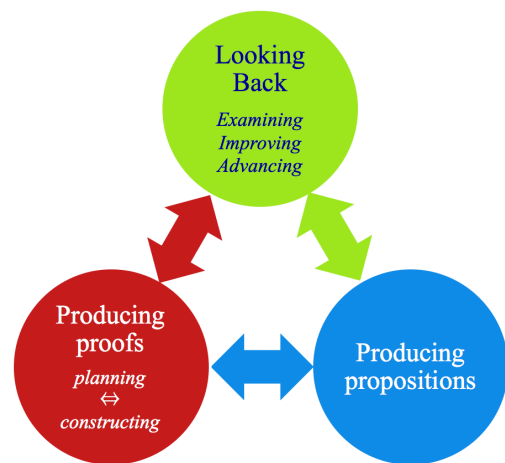 Looking
Back
Examining
Improving
Advancing
Producing
proofs
planning
⇔
constructing
Producing
propositions